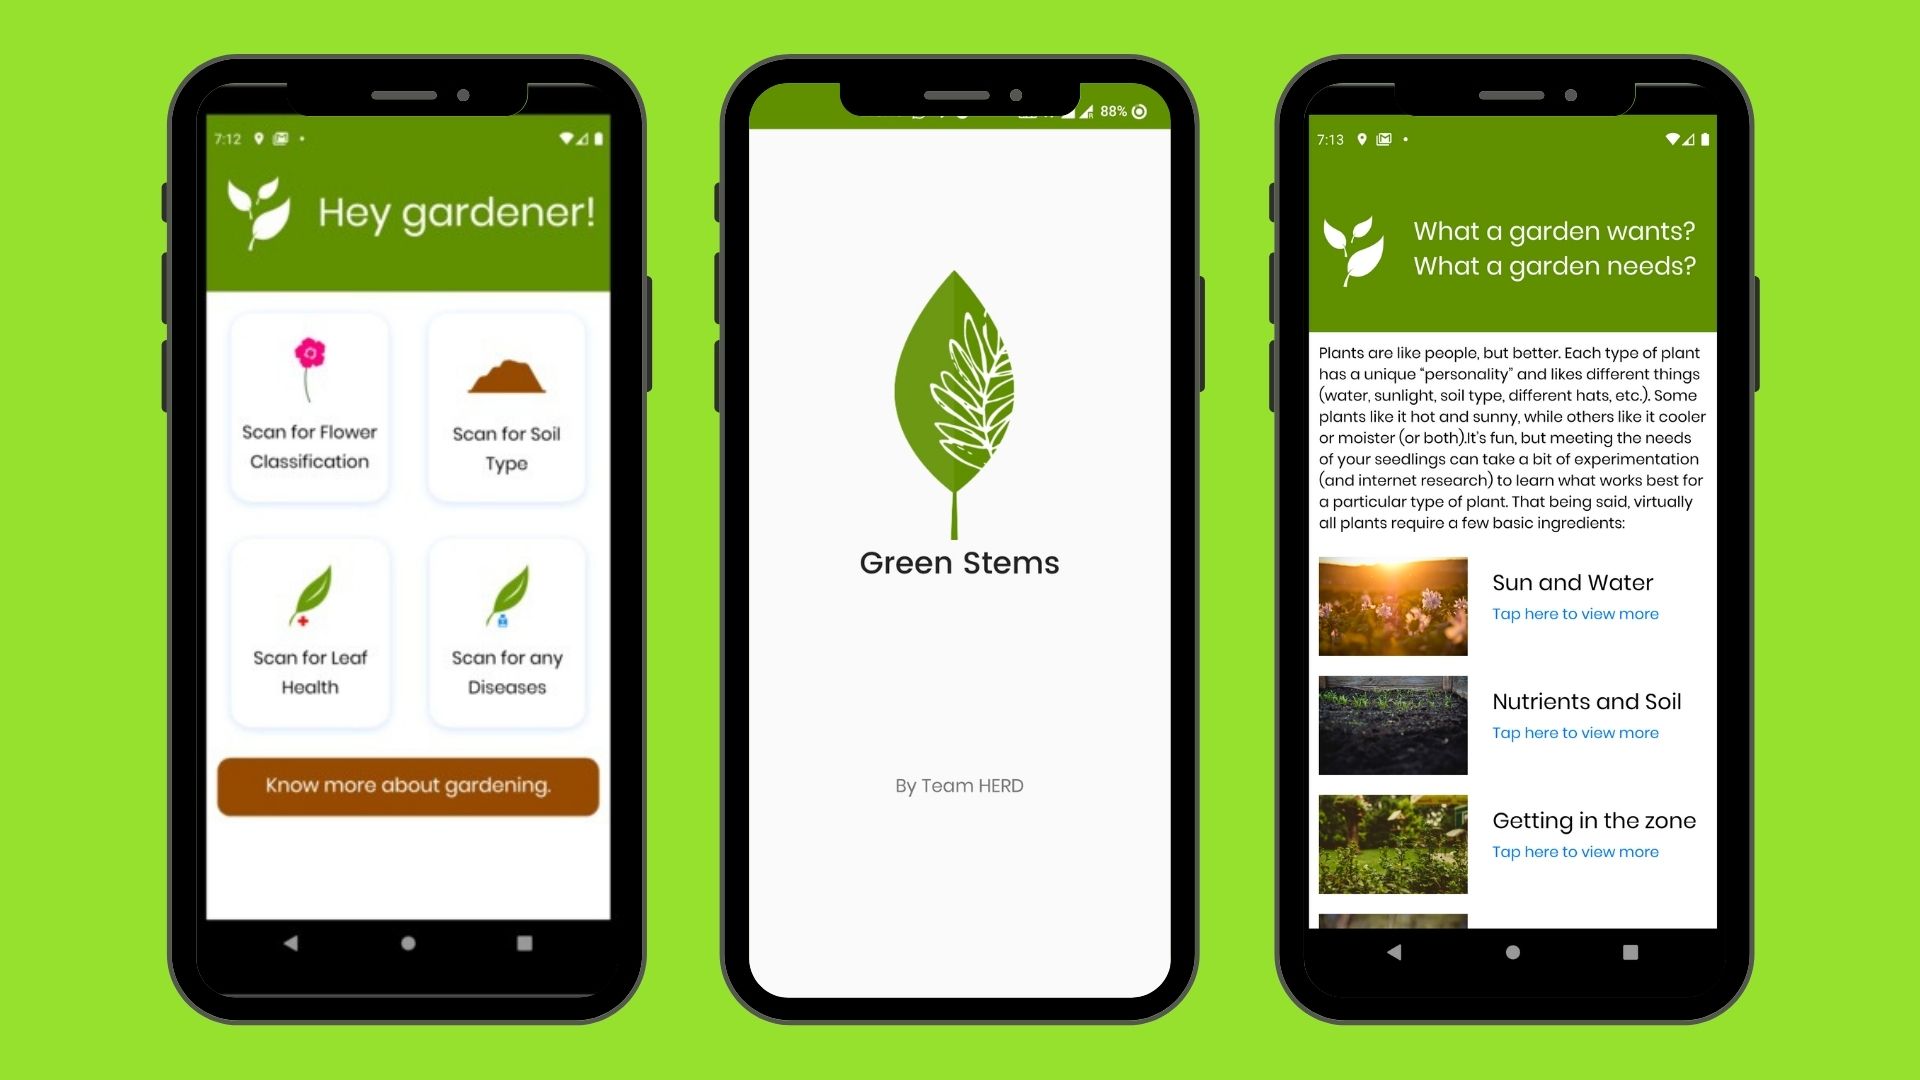 7:12
Hey gardener!
Scan for Flower
Classification
Scan for Soil
Type
Scan for Leaf
Health
Scan for any
Diseases
Know more about gardening.
88%
Green Stems
By Team HERD
7:13
What a garden wants?
What a garden needs?
Plants are like people, but better. Each type of plant
has a unique “personality” and likes different things
(water, sunlight, soil type, different hats, etc.). Some
plants like it hot and sunny, while others like it cooler
or moister (or both).It's fun, but meeting the needs
of your seedlings can take a bit of experimentation
(and internet research) to learn what works best for
a particular type of plant. That being said, virtually
all plants require a few basic ingredients:
Sun and Water
Tap here to view more
Nutrients and Soil
Tap here to view more
Getting in the zone
Tap here to view more